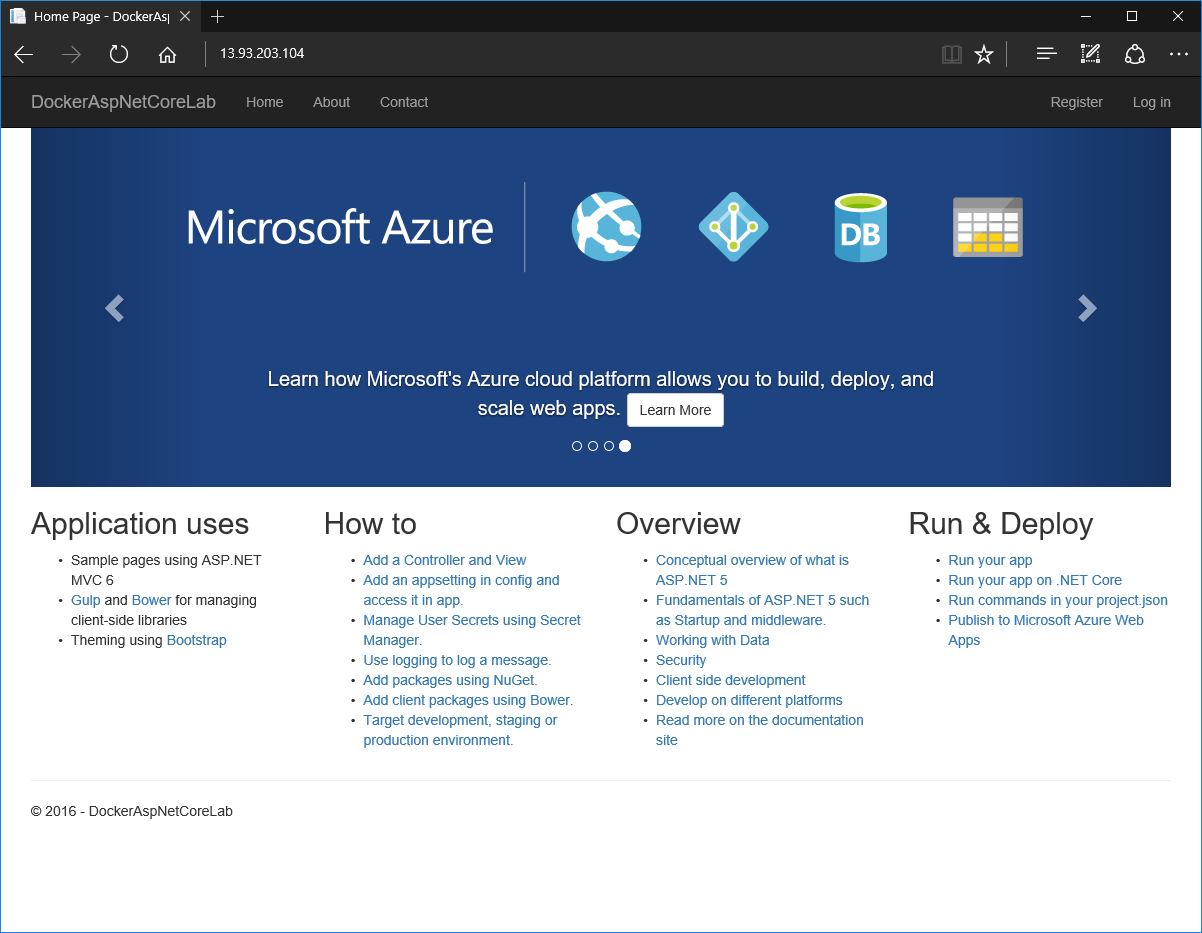 Home Page - DockerAsp
13.93.203.104
DockerAspNetCoreLab Home About Contact Register Log in
Microsoft Azure
DB
Learn how Microsoft's Azure cloud platform allows you to build, deploy, and
scale web apps. Learn More
Application uses
• Sample pages using ASP.NET
MVC 6
• Gulp and Bower for managing
client-side libraries
• Theming using Bootstrap
How to
• Add a Controller and View
• Add an appsetting in config and
access it in app.
• Manage User Secrets using Secret
Manager.
• Use logging to log a message.
• Add packages using NuGet.
• Add client packages using Bower.
• Target development, staging or
production environment.
Overview
• Conceptual overview of what is
ASP.NET 5
• Fundamentals of ASP.NET 5 such
as Startup and middleware.
• Working with Data
• Security
• Client side development
• Develop on different platforms
• Read more on the documentation
site
Run & Deploy
• Run your app
• Run your app on .NET Core
• Run commands in your project.json
• Publish to Microsoft Azure Web
Apps
© 2016 - DockerAspNetCoreLab